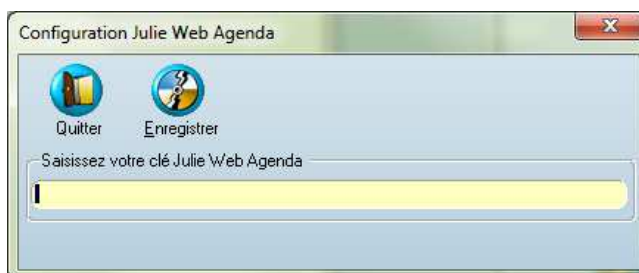 Configuration Julie Web Agenda
Quitter Enregistrer
Saisissez votre clé Julie Web Agenda